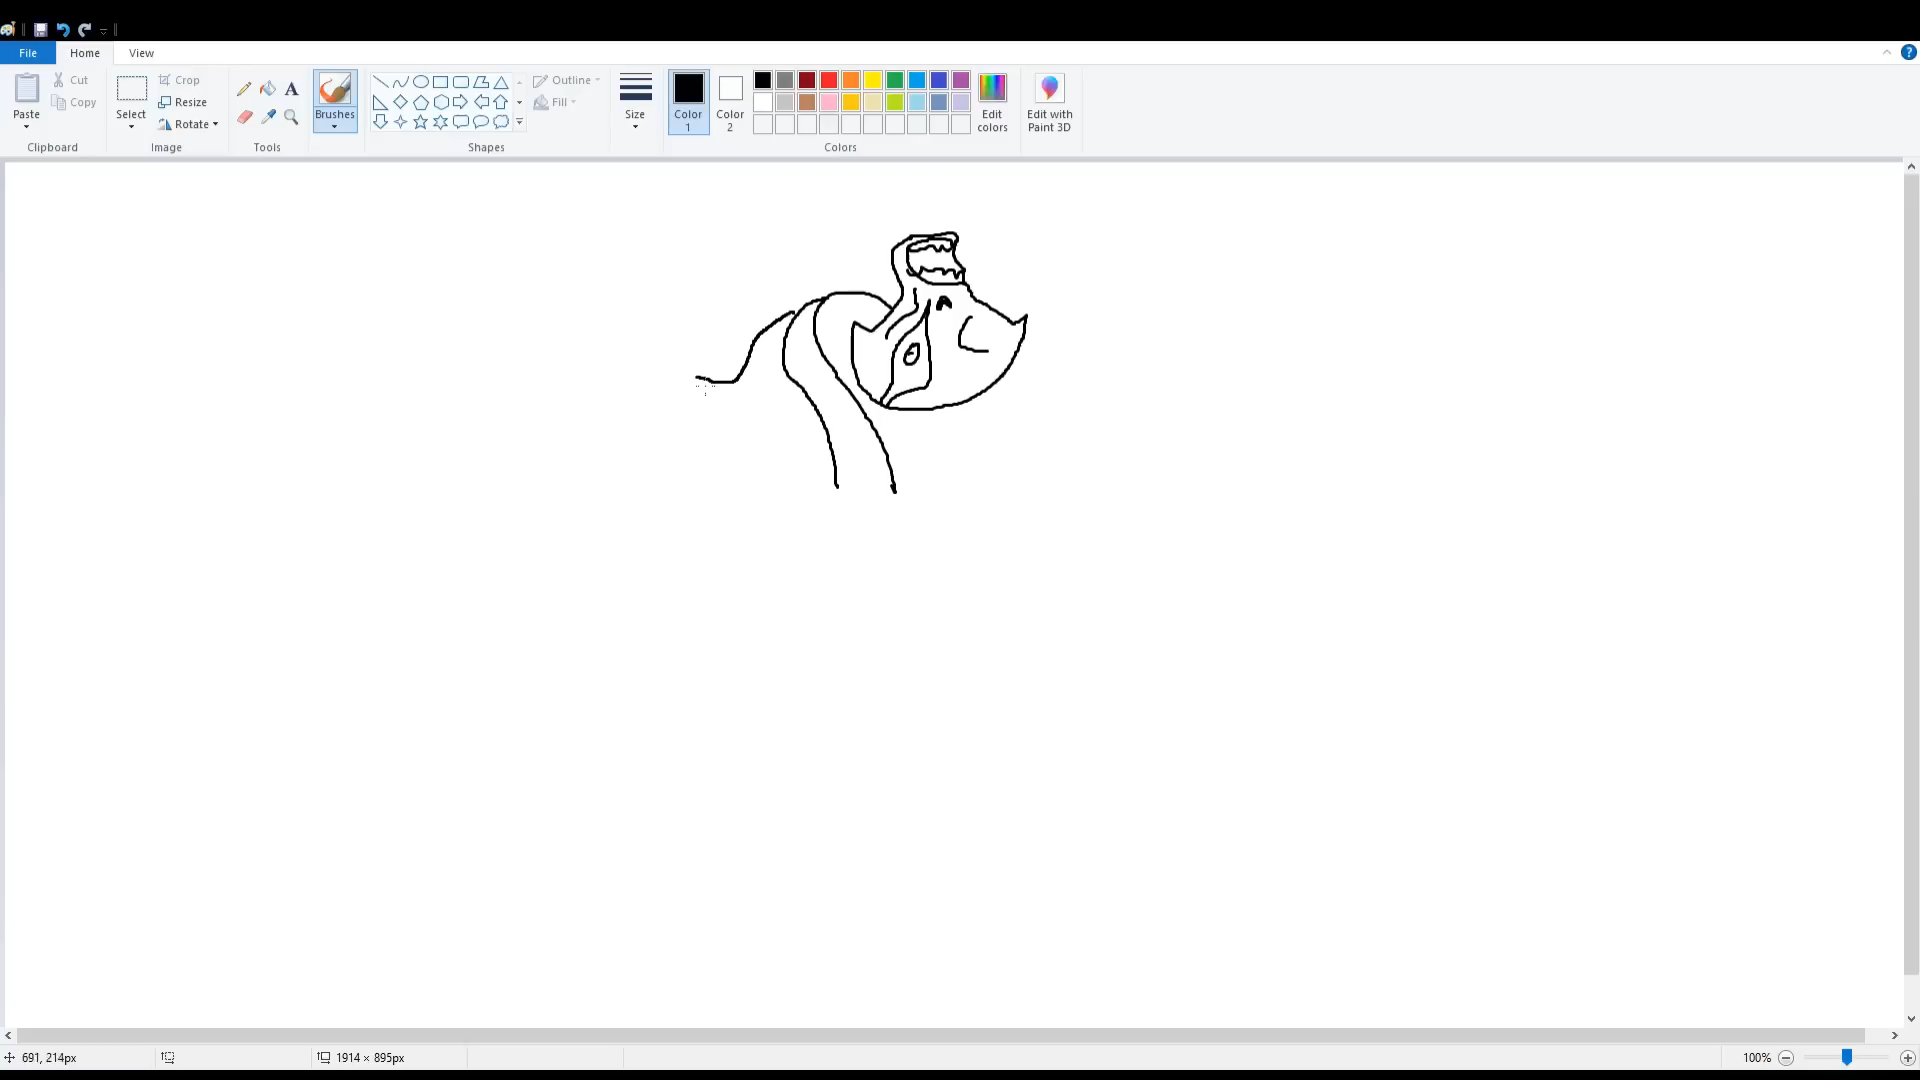 File Home View
Paste Cut Copy Clipboard
Select Crop Resize Rotate Image
A Tools
Brushes
Outline Fill Shapes
Size
Color 1 Color 2 Edit colors Colors
Edit with Paint 3D
?
691, 214px 1914 × 895px 100%